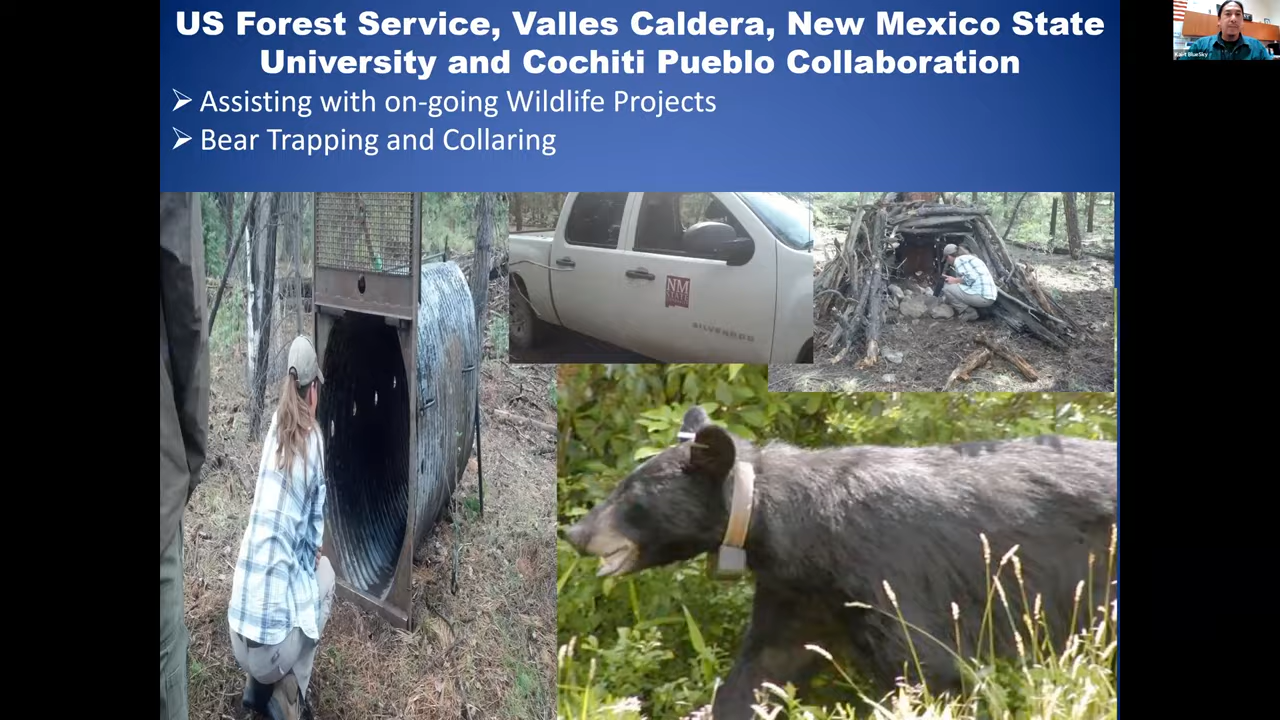 US Forest Service, Valles Caldera, New Mexico State
University and Cochiti Pueblo Collaboration
➢ Assisting with on-going Wildlife Projects
➢ Bear Trapping and Collaring
NM
STATE
SILVERADO